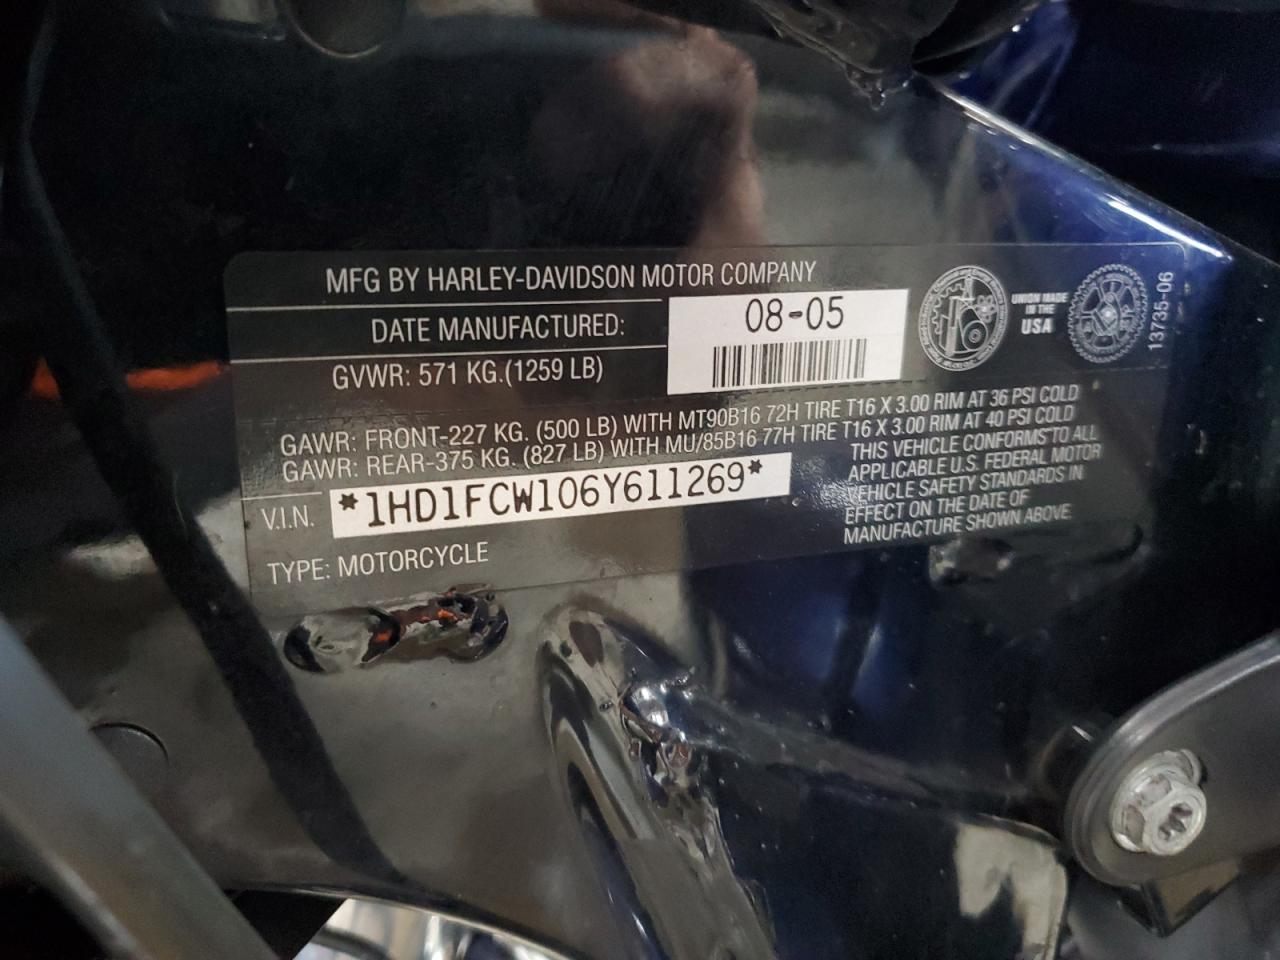 MFG BY HARLEY-DAVIDSON MOTOR COMPANY
DATE MANUFACTURED:
08-05
GVWR: 571 KG.(1259 LB)
UNION MADE
IN THE
USA
13735-06
GAWR: FRONT-227 KG. (500 LB) WITH MT90B16 72H TIRE T16 X 3.00 RIM AT 36 PSI COLD
GAWR: REAR-375 KG. (827 LB) WITH MU/85B16 77H TIRE T16 X 3.00 RIM AT 40 PSI COLD
V.I.N.
*1HD1FCW106Y611269*
THIS VEHICLE CONFORMS TO ALL
APPLICABLE U.S. FEDERAL MOTOR
VEHICLE SAFETY STANDARDS IN
EFFECT ON THE DATE OF
MANUFACTURE SHOWN ABOVE
TYPE: MOTORCYCLE